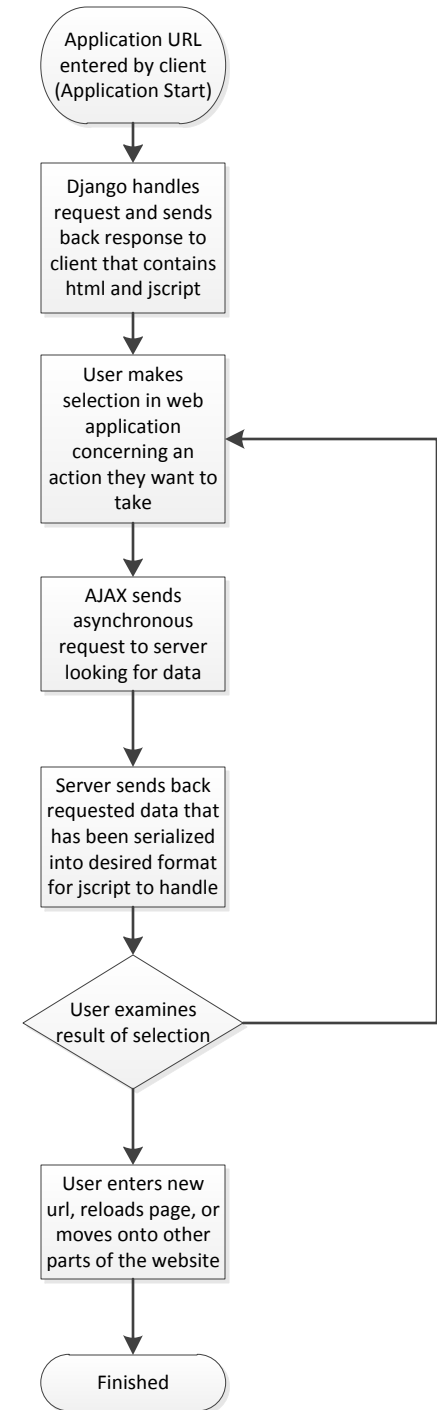 Application URL
entered by client
(Application Start)
Django handles
request and sends
back response to
client that contains
html and jscript
User makes
selection in web
application
concerning an
action they want to
take
AJAX sends
asynchronous
request to server
looking for data
Server sends back
requested data that
has been serialized
into desired format
for jscript to handle
User examines
result of selection
User enters new
url, reloads page, or
moves onto other
parts of the website
Finished